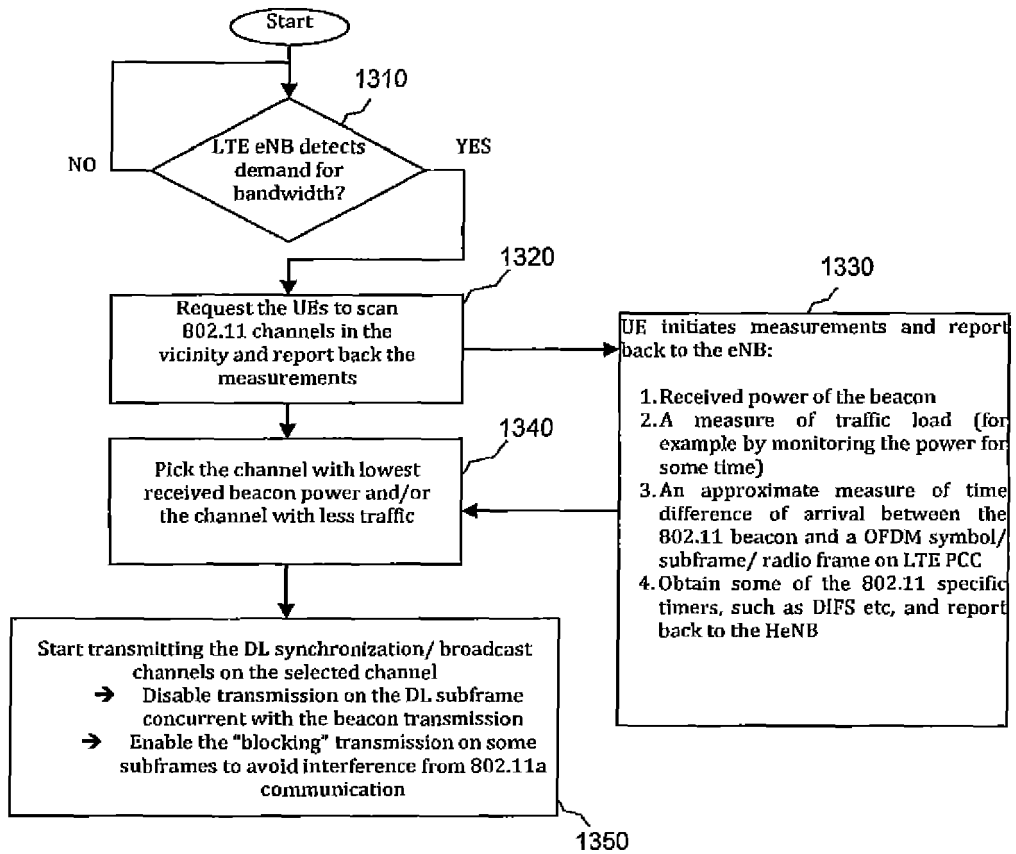 Start
1310
LTE eNB detects
demand for
bandwidth?
NO
YES
1320
Request the UEs to scan
802.11 channels in the
vicinity and report back the
measurements
1330
UE initiates measurements and report
back to the eNB:
1. Received power of the beacon
2. A measure of traffic load (for
example by monitoring the power for
some time)
3. An approximate measure of time
difference of arrival between the
802.11 beacon and a OFDM symbol/
subframe/ radio frame on LTE PCC
4. Obtain some of the 802.11 specific
timers, such as DIFS etc, and report
back to the HeNB
1340
Pick the channel with lowest
received beacon power and/or
the channel with less traffic
Start transmitting the DL synchronization/ broadcast
channels on the selected channel
➔ Disable transmission on the DL subframe
concurrent with the beacon transmission
➔ Enable the "blocking" transmission on some
subframes to avoid interference from 802.11a
communication
1350